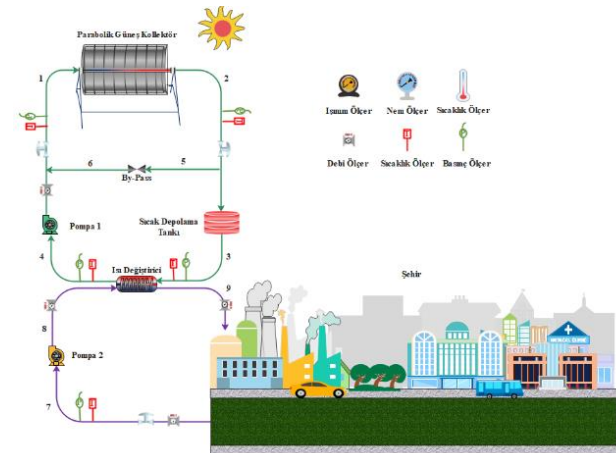 Parabolik Güneş Kollektör
1
2
Işınım Ölçer
Nem Ölçer
Sıcaklık Ölçer
6
5
By-Pass
Debi Ölçer
Sıcaklık Ölçer
Basınç Ölçer
Pompa 1
Sıcak Depolama
Tankı
4
3
Isı Değiştirici
9
Şehir
8
Pompa 2
7